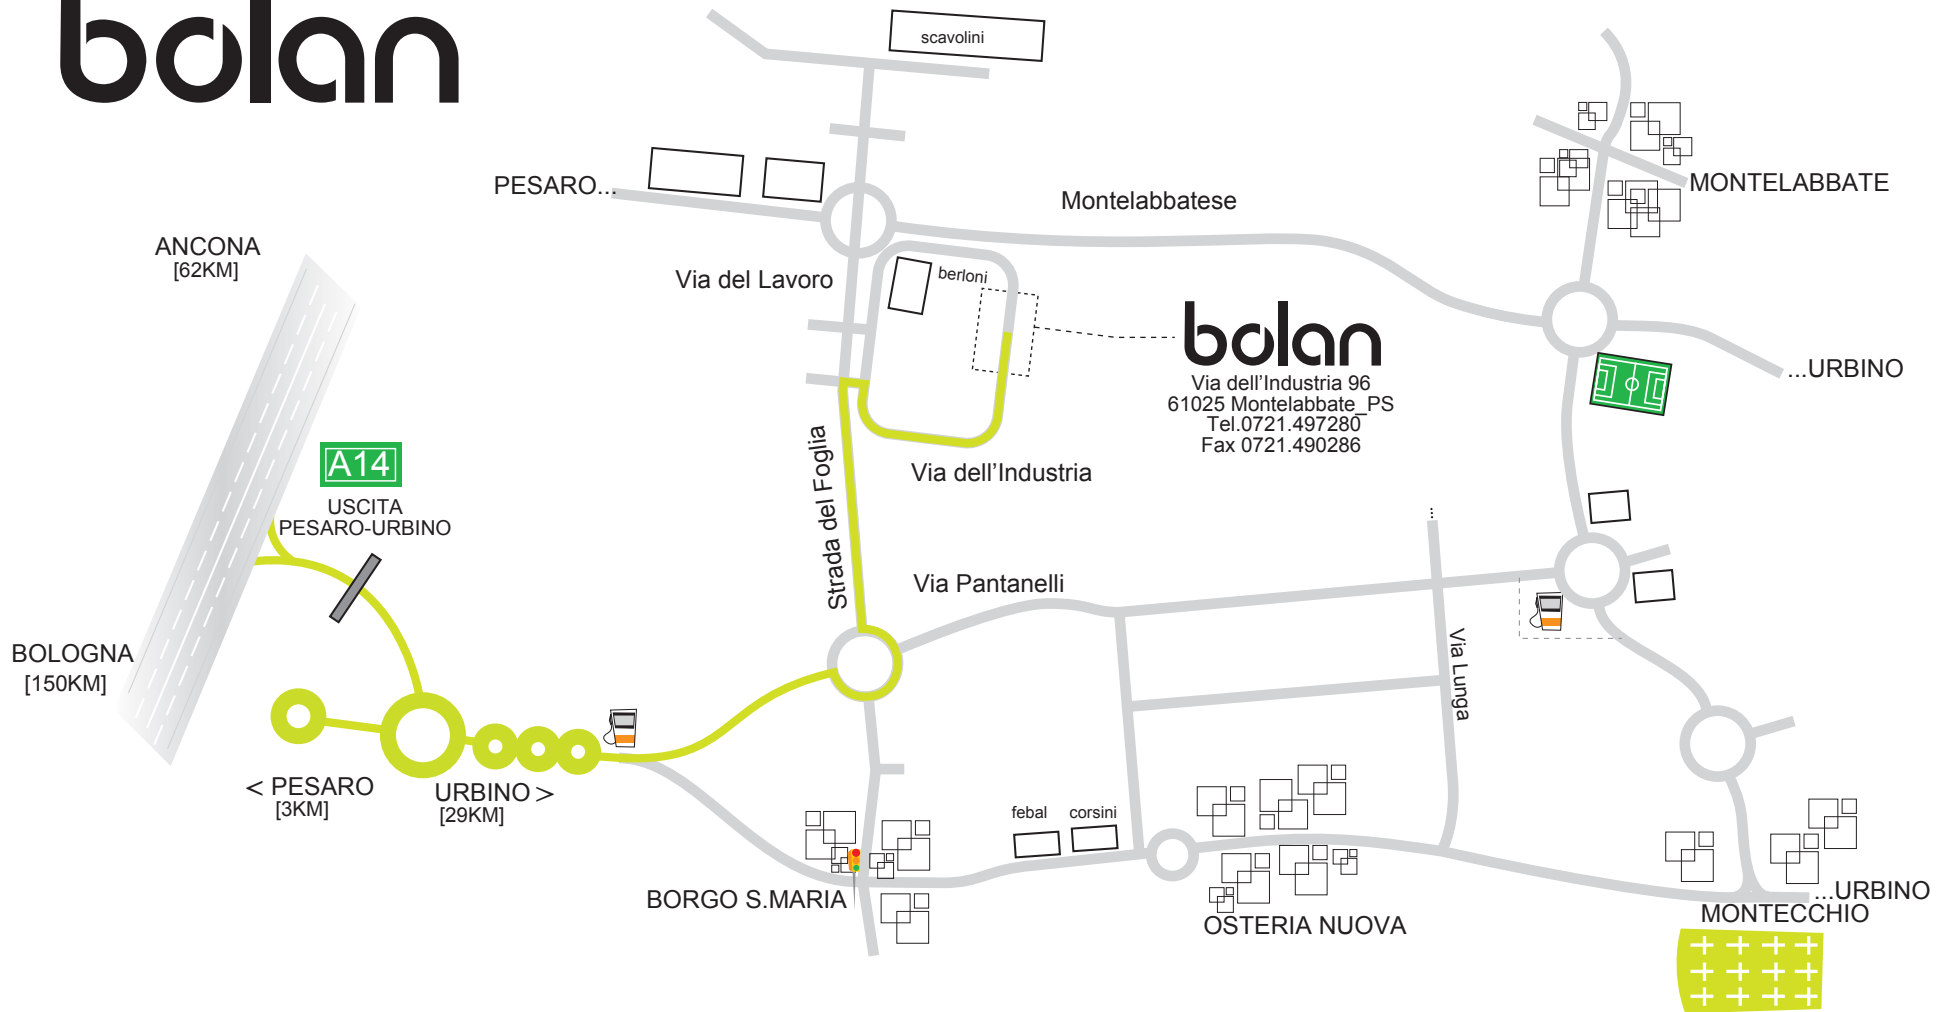 bolan
scavolini
PESARO...
Montelabbatese
MONTELABBATE
ANCONA
[62KM]
Via del Lavoro
berloni
bolan
Via dell'Industria 96
61025 Montelabbate_PS
Tel.0721.497280
Fax 0721.490286
...URBINO
A14
USCITA
PESARO-URBINO
Strada del Foglia
Via dell'Industria
Via Pantanelli
...
Via Lunga
BOLOGNA
[150KM]
< PESARO
[3KM]
URBINO >
[29KM]
febal
corsini
BORGO S.MARIA
OSTERIA NUOVA
...URBINO
MONTECCHIO